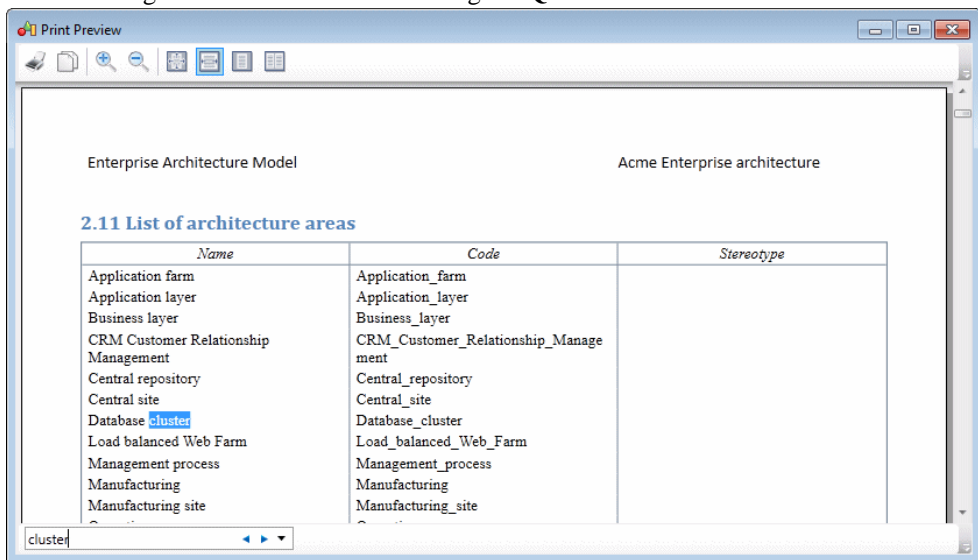 Print Preview
Enterprise Architecture Model Acme Enterprise architecture
2.11 List of architecture areas
Name Code Stereotype
Application farm Application_farm
Application layer Application_layer
Business layer Business_layer
CRM Customer Relationship CRM_Customer_Relationship_Manage
Management ment
Central repository Central_repository
Central site Central_site
Database cluster Database_cluster
Load balanced Web Farm Load_balanced_Web_Farm
Management process Management_process
Manufacturing Manufacturing
Manufacturing site Manufacturing_site
cluster